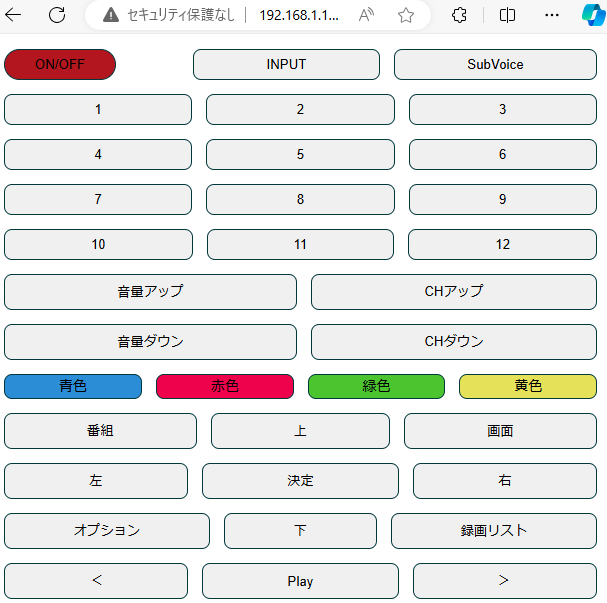 セキュリティ保護なし 192.168.1.1...
ON/OFF INPUT SubVoice
1 2 3
4 5 6
7 8 9
10 11 12
音量アップ CHアップ
音量ダウン CHダウン
青色 赤色 緑色 黄色
番組 上 画面
左 決定 右
オプション 下 録画リスト
< Play >